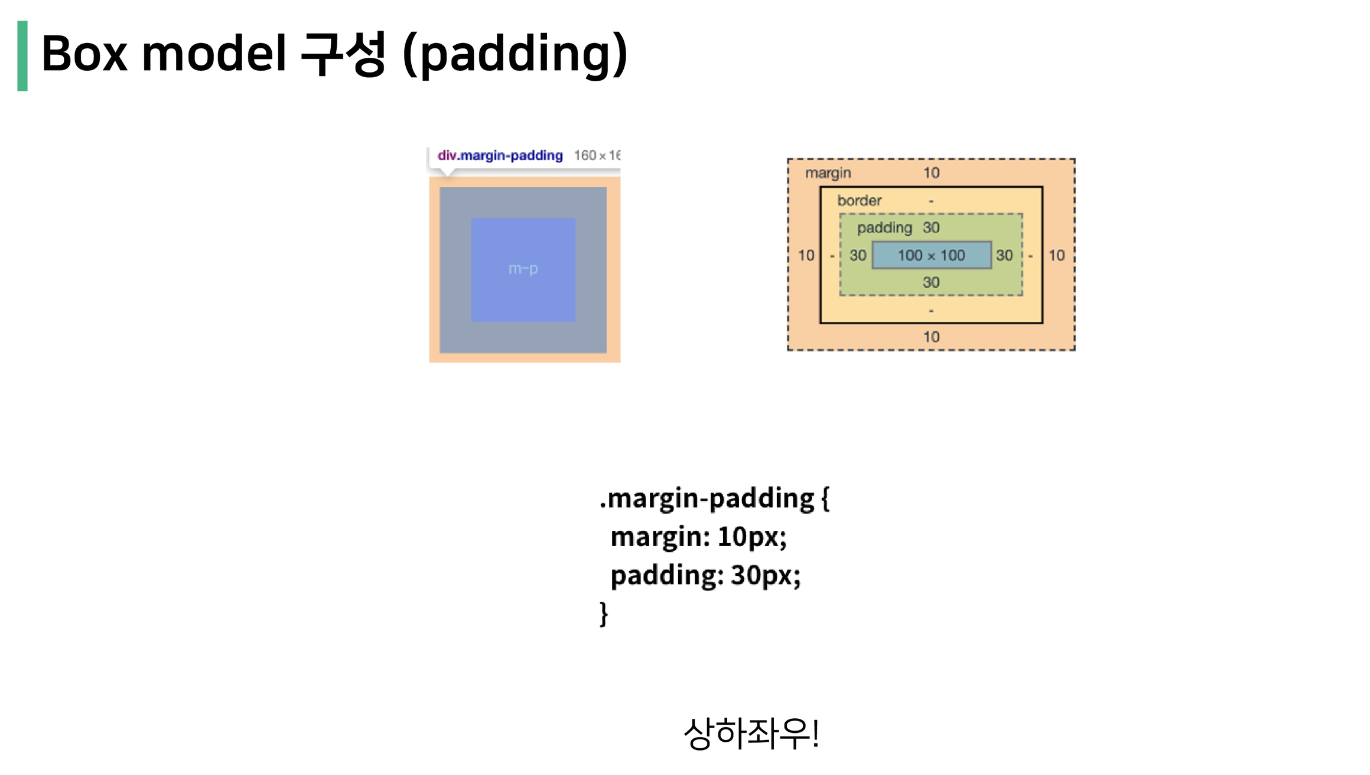 Box model 구성 (padding)
div.margin-padding 160 × 16
m-p
margin 10
border -
padding 30
10 - 30 100 × 100 30 - 10
30
-
10
.margin-padding {
margin: 10px;
padding: 30px;
}
상하좌우!